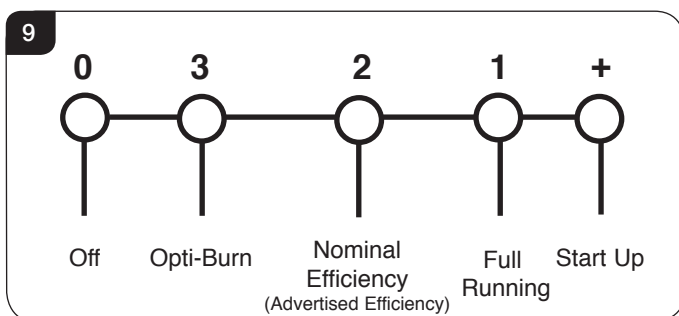 9
0 3 2 1 +
Off Opti-Burn Nominal Efficiency (Advertised Efficiency) Full Running Start Up